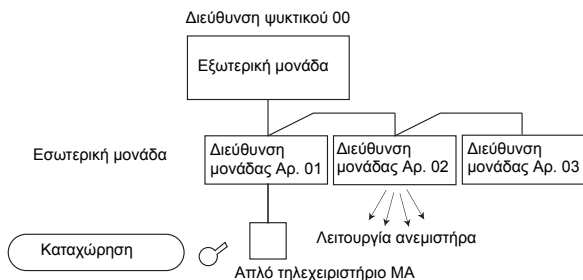 Διεύθυνση ψυκτικού 00
Εξωτερική μονάδα
Εσωτερική μονάδα
Διεύθυνση
μονάδας Αρ. 01
Διεύθυνση
μονάδας Αρ. 02
Διεύθυνση
μονάδας Αρ. 03
Λειτουργία ανεμιστήρα
Καταχώρηση
Απλό τηλεχειριστήριο MA